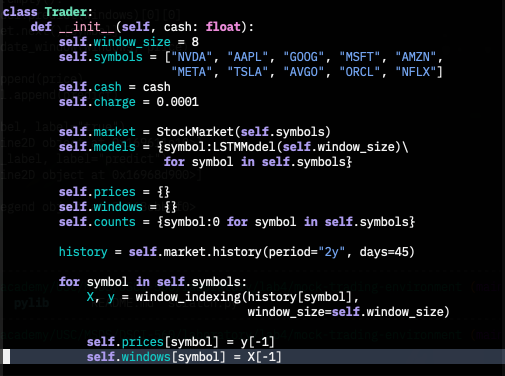 class Trader:
    def __init__(self, cash: float):
        self.window_size = 8
        self.symbols = ["NVDA", "AAPL", "GOOG", "MSFT", "AMZN",
                        "META", "TSLA", "AVGO", "ORCL", "NFLX"]
        self.cash = cash
        self.charge = 0.0001

        self.market = StockMarket(self.symbols)
        self.models = {symbol:LSTMModel(self.window_size)\
                       for symbol in self.symbols}

        self.prices = {}
        self.windows = {}
        self.counts = {symbol:0 for symbol in self.symbols}

        history = self.market.history(period="2y", days=45)

        for symbol in self.symbols:
            X, y = window_indexing(history[symbol],
                                   window_size=self.window_size)

            self.prices[symbol] = y[-1]
            self.windows[symbol] = X[-1]